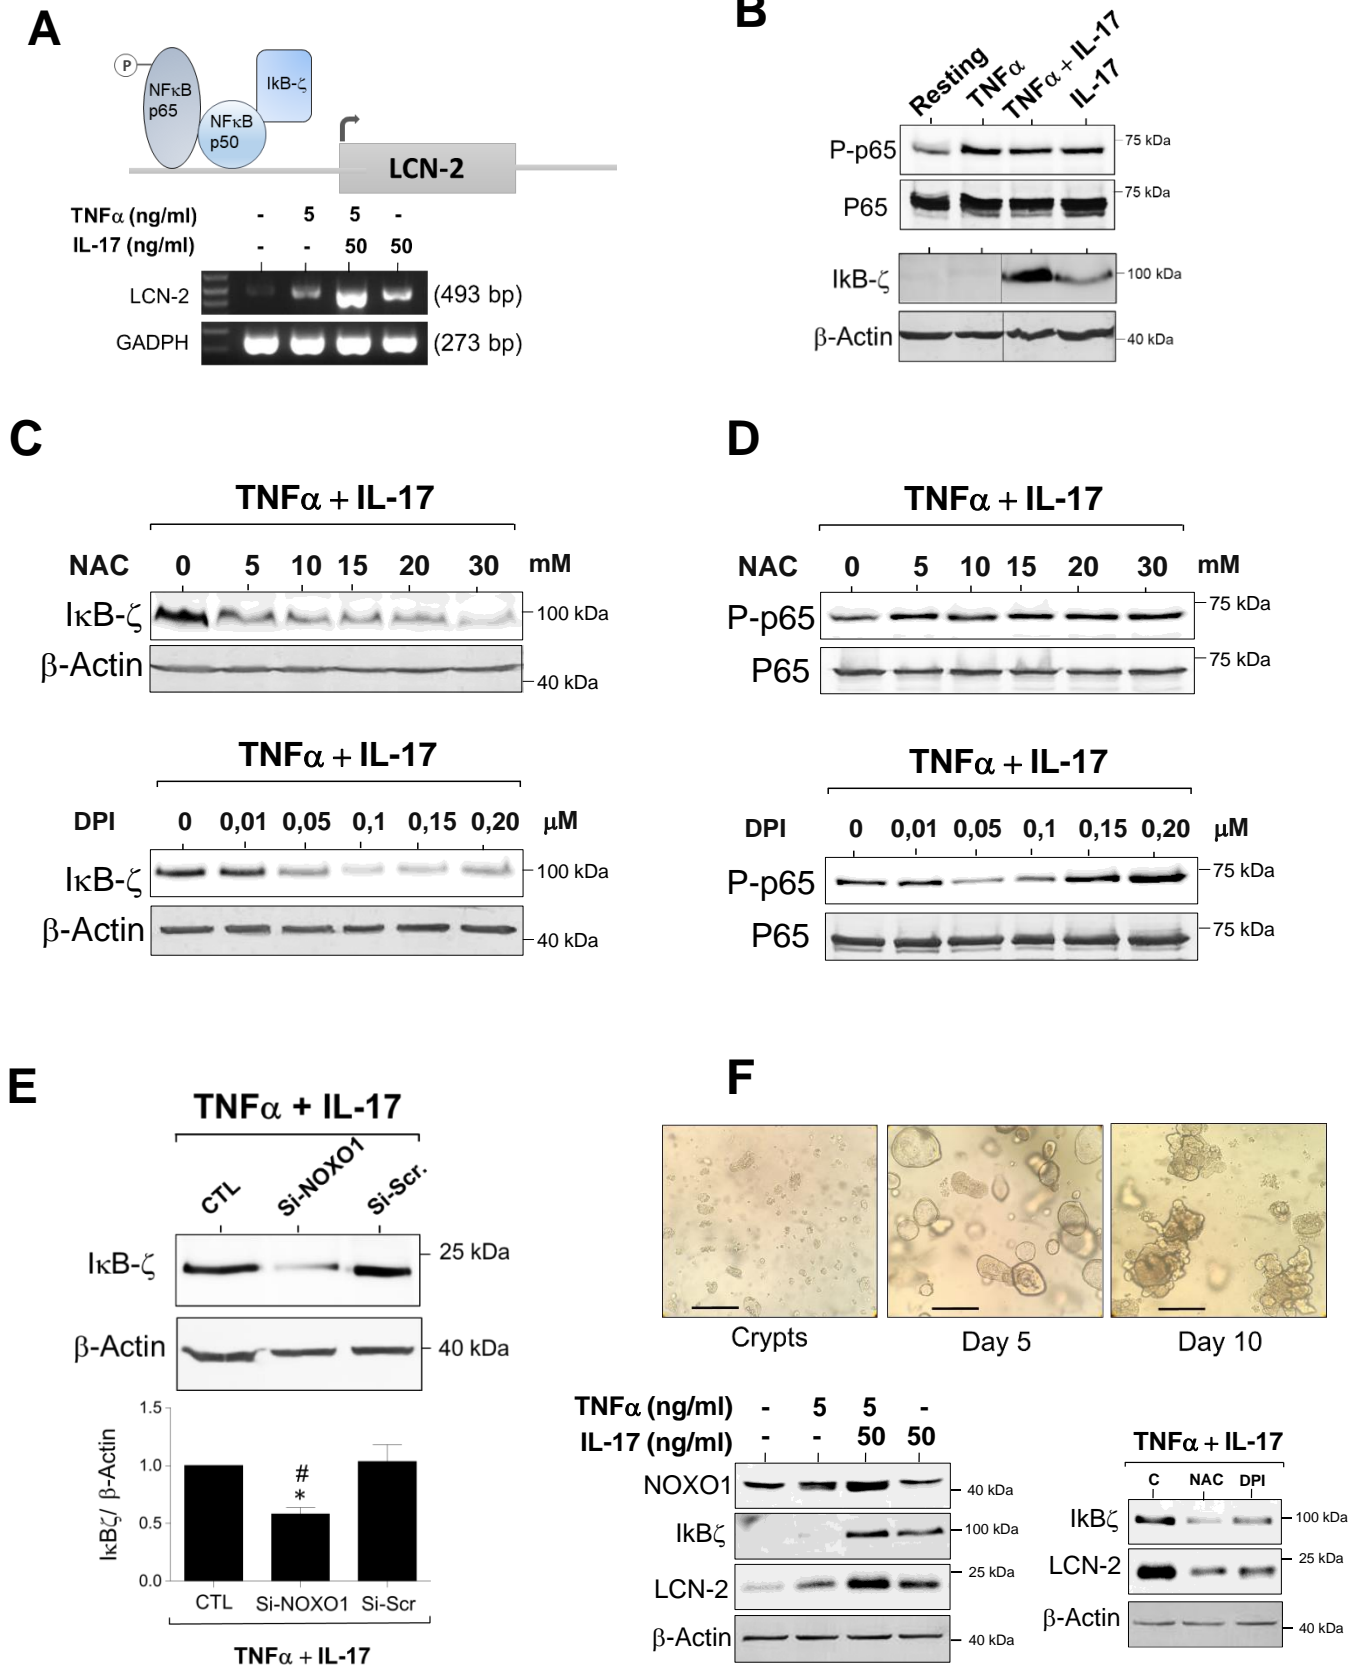 A
P
NFκB
p65
NFκB
p50
IkB-ζ
LCN-2
TNFα (ng/ml) - 5 5 -
IL-17 (ng/ml) - - 50 50
LCN-2 (493 bp)
GADPH (273 bp)
B
Resting TNFα TNFα + IL-17 IL-17
P-p65 75 kDa
P65 75 kDa
IkB-ζ 100 kDa
β-Actin 40 kDa
C
TNFα + IL-17
NAC 0 5 10 15 20 30 mM
IκB-ζ 100 kDa
β-Actin 40 kDa
TNFα + IL-17
DPI 0 0,01 0,05 0,1 0,15 0,20 μM
IκB-ζ 100 kDa
β-Actin 40 kDa
D
TNFα + IL-17
NAC 0 5 10 15 20 30 mM
P-p65 75 kDa
P65 75 kDa
TNFα + IL-17
DPI 0 0,01 0,05 0,1 0,15 0,20 μM
P-p65 75 kDa
P65 75 kDa
E
TNFα + IL-17
CTL Si-NOXO1 Si-Scr.
IκB-ζ 25 kDa
β-Actin 40 kDa
IκBζ/ β-Actin
1.5
1.0
0.5
0.0
#
*
CTL Si-NOXO1 Si-Scr
TNFα + IL-17
F
Crypts Day 5 Day 10
TNFα (ng/ml) - 5 5 -
IL-17 (ng/ml) - - 50 50
NOXO1 40 kDa
IkBζ 100 kDa
LCN-2 25 kDa
β-Actin 40 kDa
TNFα + IL-17
C NAC DPI
IkBζ 100 kDa
LCN-2 25 kDa
β-Actin 40 kDa